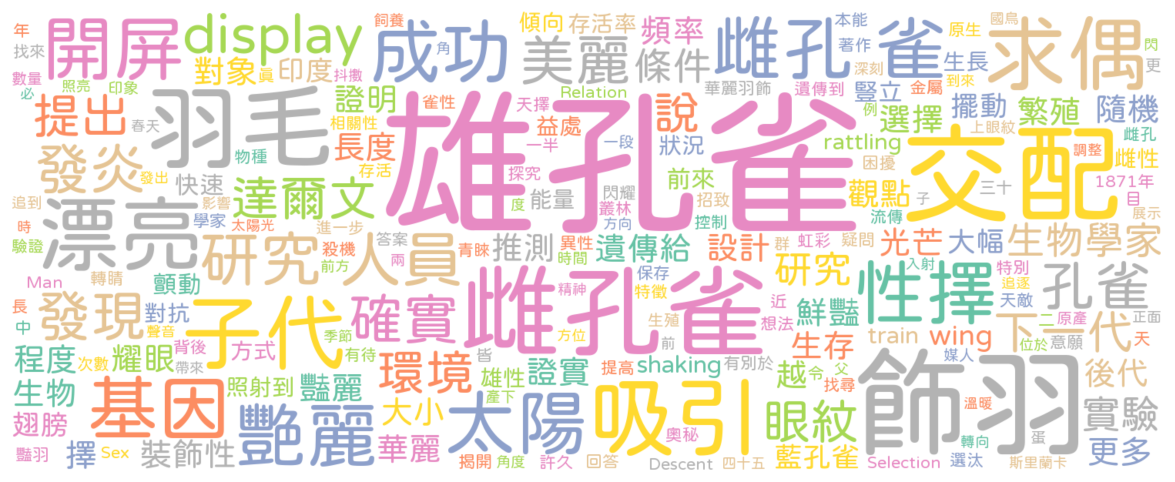 年 飼養 角 傾向 存活率 頻率 本能 原生 國鳥 閃
找來 開屏 display 成功 美麗 雌孔雀 著作 生長 求偶 更
數量 對象 眞 印度 抖擻 條件 深刻 金屬 到來
必 照亮 印象 Relation 華麗羽飾 遺傳到 豎立 例
提出 羽毛 證明 雀性 天擇 益處 說 選擇 擺動 繁殖 隨機
春天 相關性 一半 一段 上眼紋 雌孔
發炎 物種 長度 雄孔雀 狀況 rattling 交配 調整 雌性
快速 存活 探究 能量 閃耀 前來 困擾 1871年
追到 發出 達爾文 度 叢林 招致 觀點 子 三十 目
時 影響 流傳 展示
漂亮 學家 太陽光 進一步 方向 控制 光芒 大幅 生物學家
驗證 研究人員 殺機 答案 青睞 推測 異性 遺傳給 設計 群 虹彩 疑問 入射
前方 兩 時間 保存 研究 性擇 特別
Man 轉晴 顫動 精神 特徵 近 追逐 孔雀
長 發現 子代 對抗 確實 雌孔雀 想法 鮮豔 天敵 正面
中 聲音 季節 方位 生殖 下一代 二 原產
程度 次數 耀眼 背後 方式 有待 環境 皆 前 生存 train wing 位於 意願 天
帶來 提高 有別於 媒人
生物 照射到 豔麗 雄性 證實 shaking 越 令 父 後代
翅膀 基因 產下 大小 太陽 吸引 找尋 眼紋 飾羽 溫暖 實驗
艷麗 奧秘 轉向 蛋
豔羽 Sex 擇 裝飾性 華麗 揭開 角度 許久 回答 Descent 四十五 藍孔雀 Selection 選汰 斯里蘭卡 更多